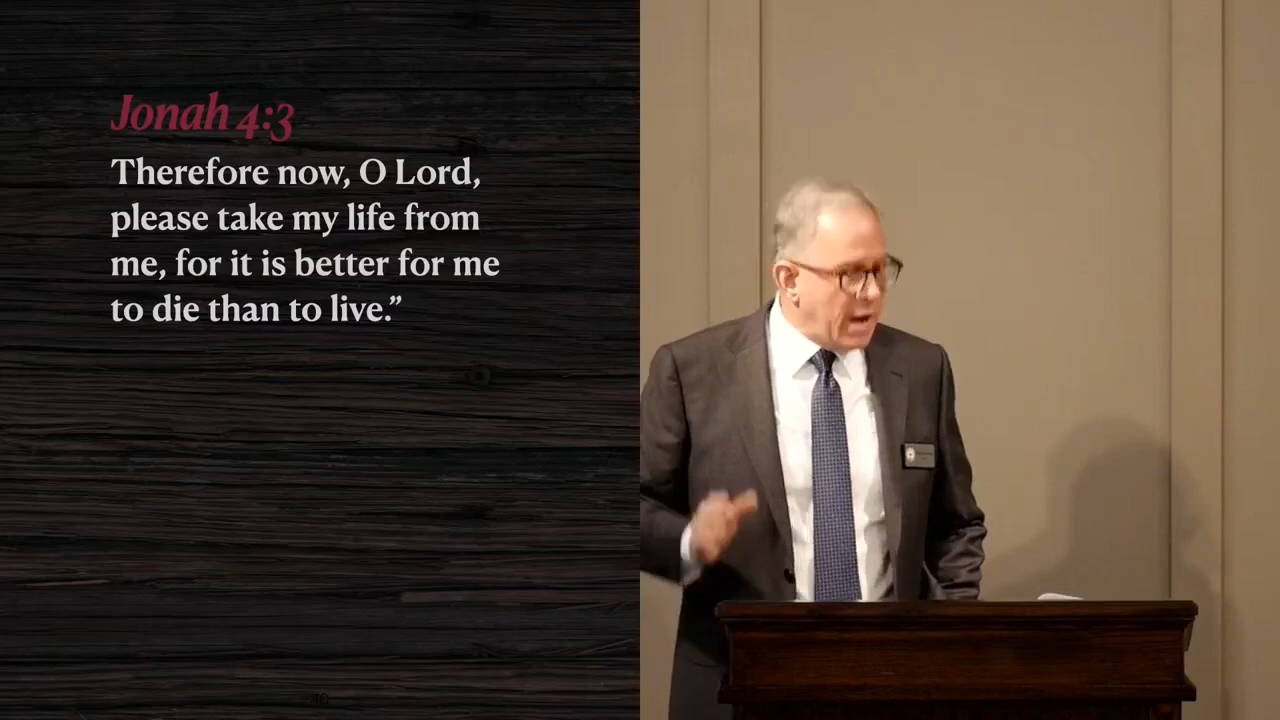 Jonah 4:3
Therefore now, O Lord,
please take my life from
me, for it is better for me
to die than to live.”
40